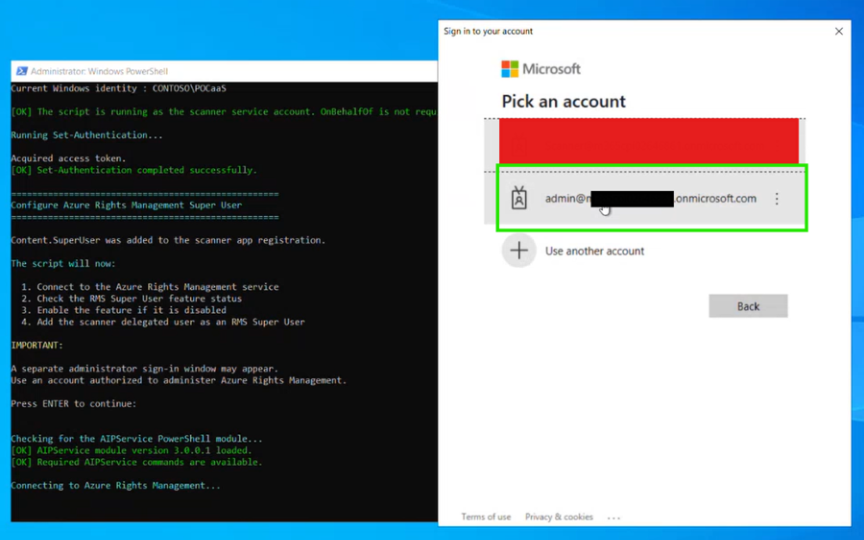 Administrator: Windows PowerShell
Current Windows identity : CONTOSO\POCaaS
[OK] The script is running as the scanner service account. OnBehalfOf is not requ
Running Set-Authentication...
Acquired access token.
[OK] Set-Authentication completed successfully.
================================================
Configure Azure Rights Management Super User
================================================
Content.SuperUser was added to the scanner app registration.
The script will now:
1. Connect to the Azure Rights Management service
2. Check the RMS Super User feature status
3. Enable the feature if it is disabled
4. Add the scanner delegated user as an RMS Super User
IMPORTANT:
A separate administrator sign-in window may appear.
Use an account authorized to administer Azure Rights Management.
Press ENTER to continue:
Checking for the AIPService PowerShell module...
[OK] AIPService module version 3.0.0.1 loaded.
[OK] Required AIPService commands are available.
Connecting to Azure Rights Management...
Sign in to your account
Microsoft
Pick an account
admin@ .onmicrosoft.com
Use another account
Back
Terms of use Privacy & cookies ...